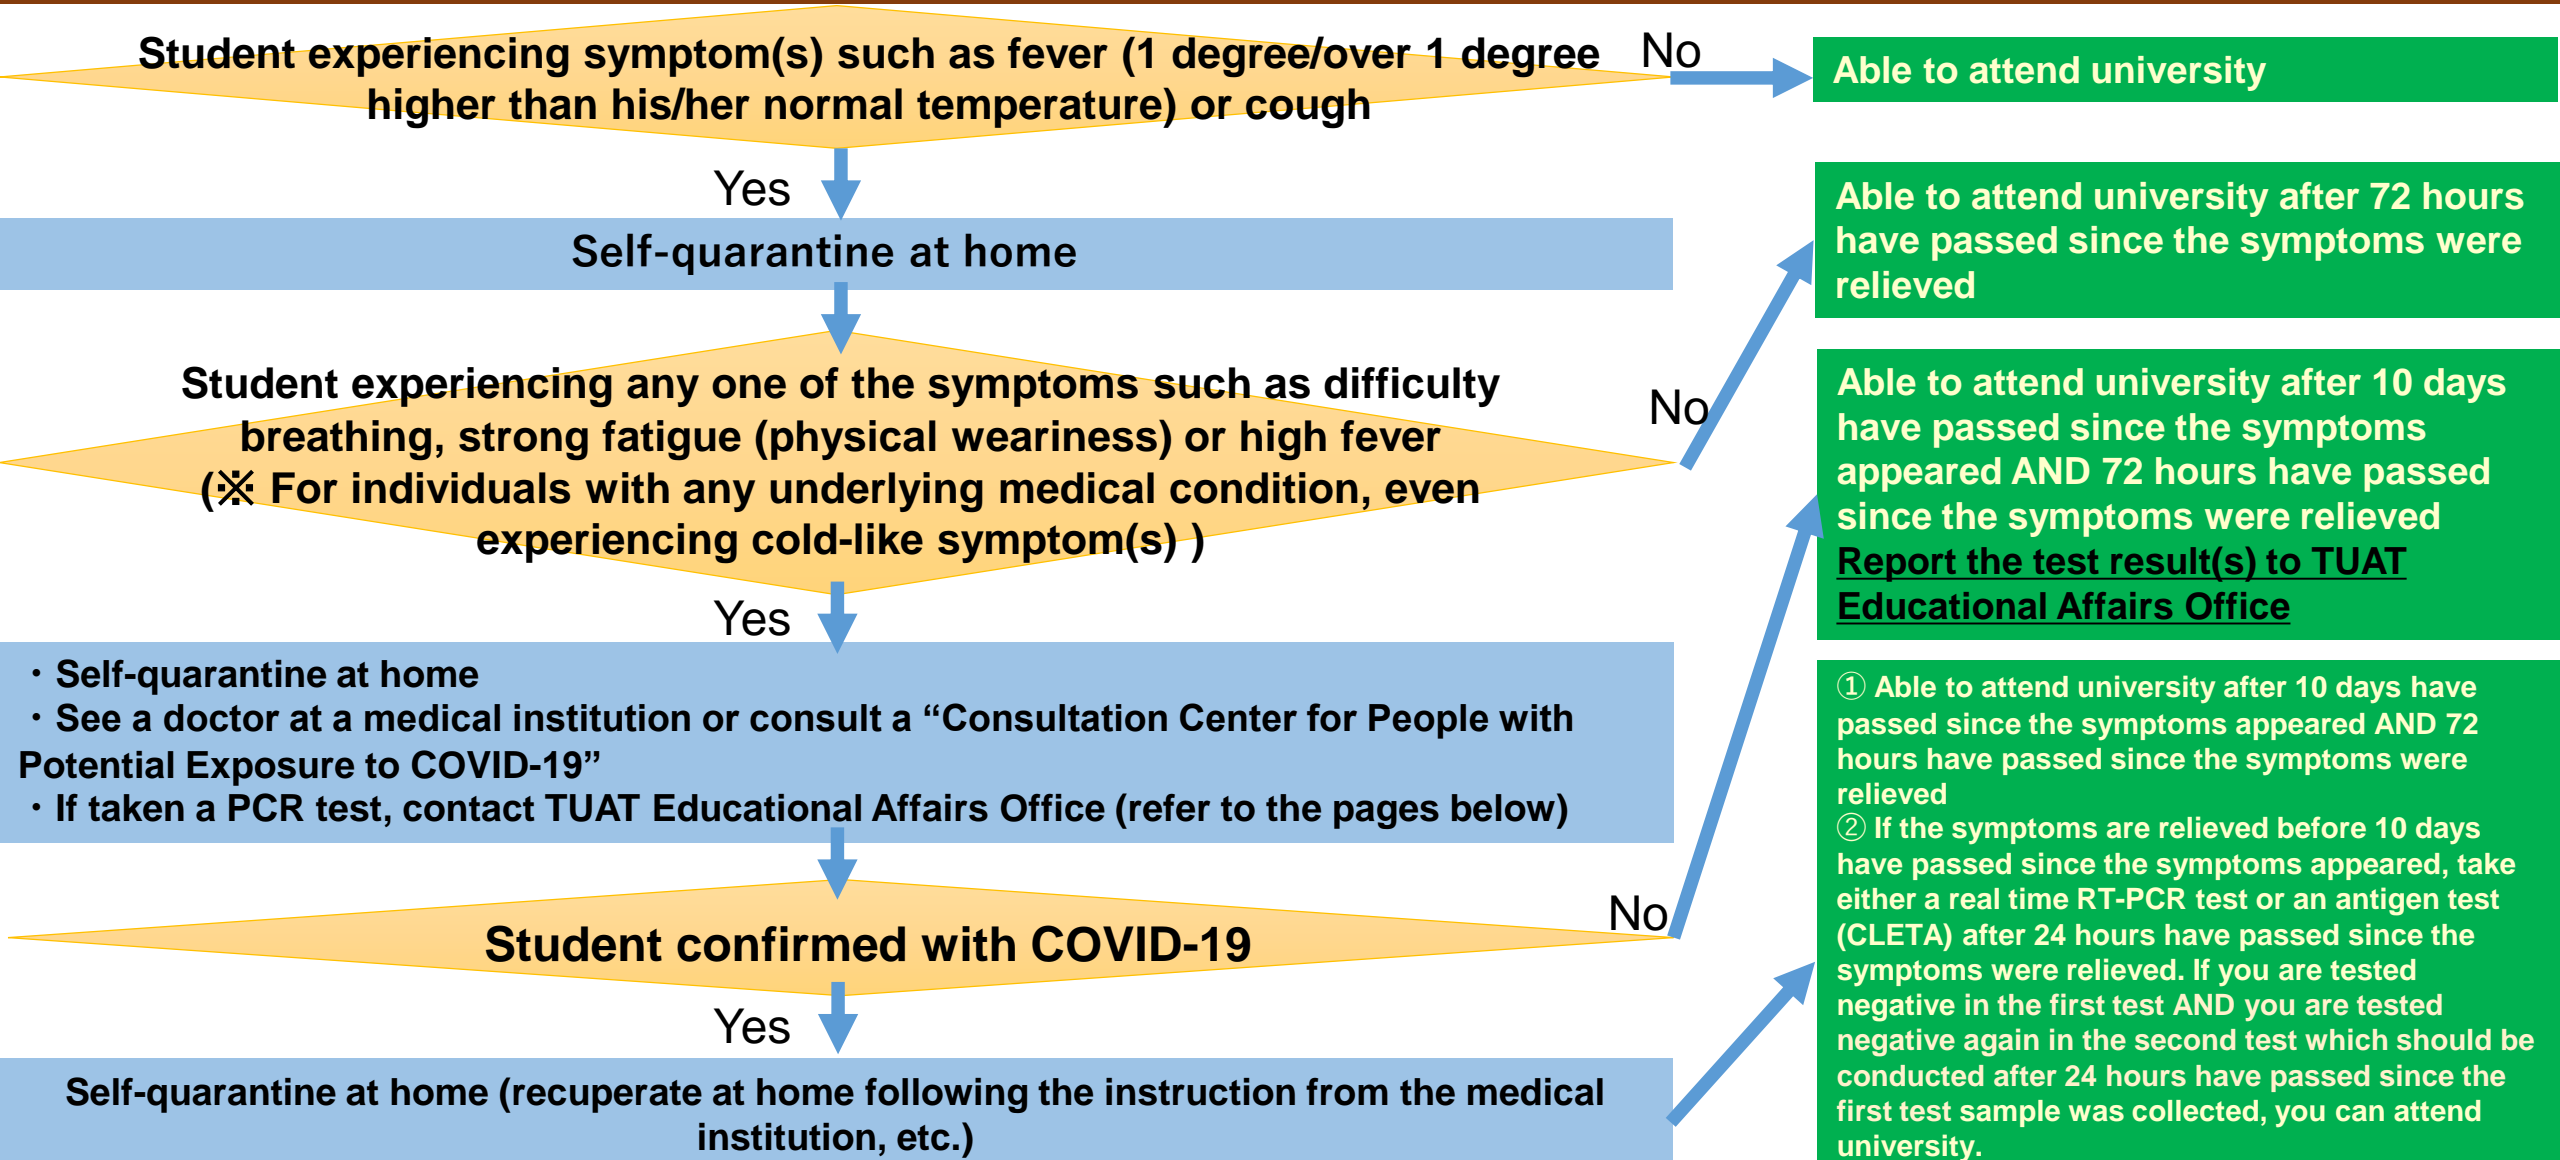 Student experiencing symptom(s) such as fever (1 degree/over 1 degree
higher than his/her normal temperature) or cough
No
Able to attend university
Yes
Self-quarantine at home
Able to attend university after 72 hours
have passed since the symptoms were
relieved
Student experiencing any one of the symptoms such as difficulty
breathing, strong fatigue (physical weariness) or high fever
(※ For individuals with any underlying medical condition, even
experiencing cold-like symptom(s) )
No
Able to attend university after 10 days
have passed since the symptoms
appeared AND 72 hours have passed
since the symptoms were relieved
Report the test result(s) to TUAT
Educational Affairs Office
Yes
・Self-quarantine at home
・See a doctor at a medical institution or consult a “Consultation Center for People with
Potential Exposure to COVID-19”
・If taken a PCR test, contact TUAT Educational Affairs Office (refer to the pages below)
Student confirmed with COVID-19
No
Yes
Self-quarantine at home (recuperate at home following the instruction from the medical
institution, etc.)
① Able to attend university after 10 days have
passed since the symptoms appeared AND 72
hours have passed since the symptoms were
relieved
② If the symptoms are relieved before 10 days
have passed since the symptoms appeared, take
either a real time RT-PCR test or an antigen test
(CLETA) after 24 hours have passed since the
symptoms were relieved. If you are tested
negative in the first test AND you are tested
negative again in the second test which should be
conducted after 24 hours have passed since the
first test sample was collected, you can attend
university.